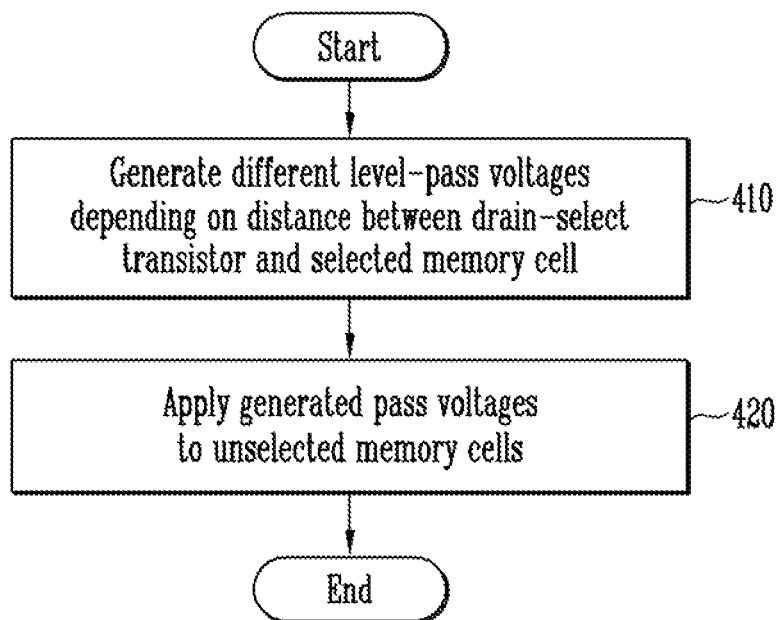 Start
Generate different level-pass voltages
depending on distance between drain-select
transistor and selected memory cell
410
Apply generated pass voltages
to unselected memory cells
420
End